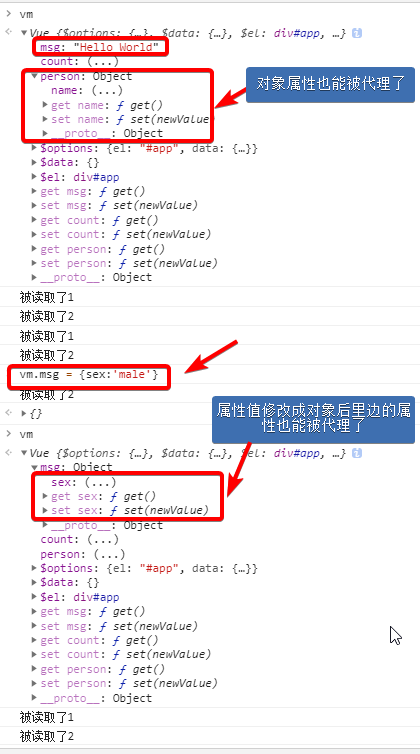 > vm
Vue {$options: {…}, $data: {…}, $el: div#app, …}
msg: "Hello World"
count: (...)
person: Object
对象属性也能被代理了
name: (...)
get name: ƒ get()
set name: ƒ set(newValue)
__proto__: Object
$options: {el: "#app", data: {…}}
$data: {}
$el: div#app
get msg: ƒ get()
set msg: ƒ set(newValue)
get count: ƒ get()
set count: ƒ set(newValue)
get person: ƒ get()
set person: ƒ set(newValue)
__proto__: Object
被读取了1
被读取了2
被读取了1
被读取了2
vm.msg = {sex:'male'}
被读取了2
{}
属性值修改成对象后里边的属
性也能被代理了
> vm
Vue {$options: {…}, $data: {…}, $el: div#app, …}
msg: Object
sex: (...)
get sex: ƒ get()
set sex: ƒ set(newValue)
__proto__: Object
count: (...)
person: (...)
$options: {el: "#app", data: {…}}
$data: {}
$el: div#app
get msg: ƒ get()
set msg: ƒ set(newValue)
get count: ƒ get()
set count: ƒ set(newValue)
get person: ƒ get()
set person: ƒ set(newValue)
__proto__: Object
被读取了1
被读取了2